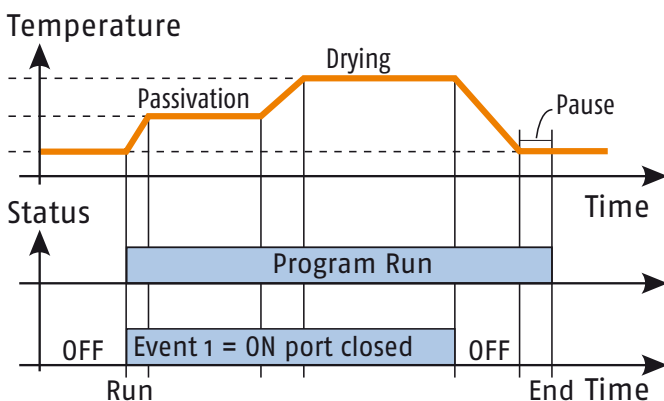 Temperature
Drying
Passivation
Pause
Time
Status
Program Run
OFF
Event 1 = ON port closed
OFF
Run
End
Time